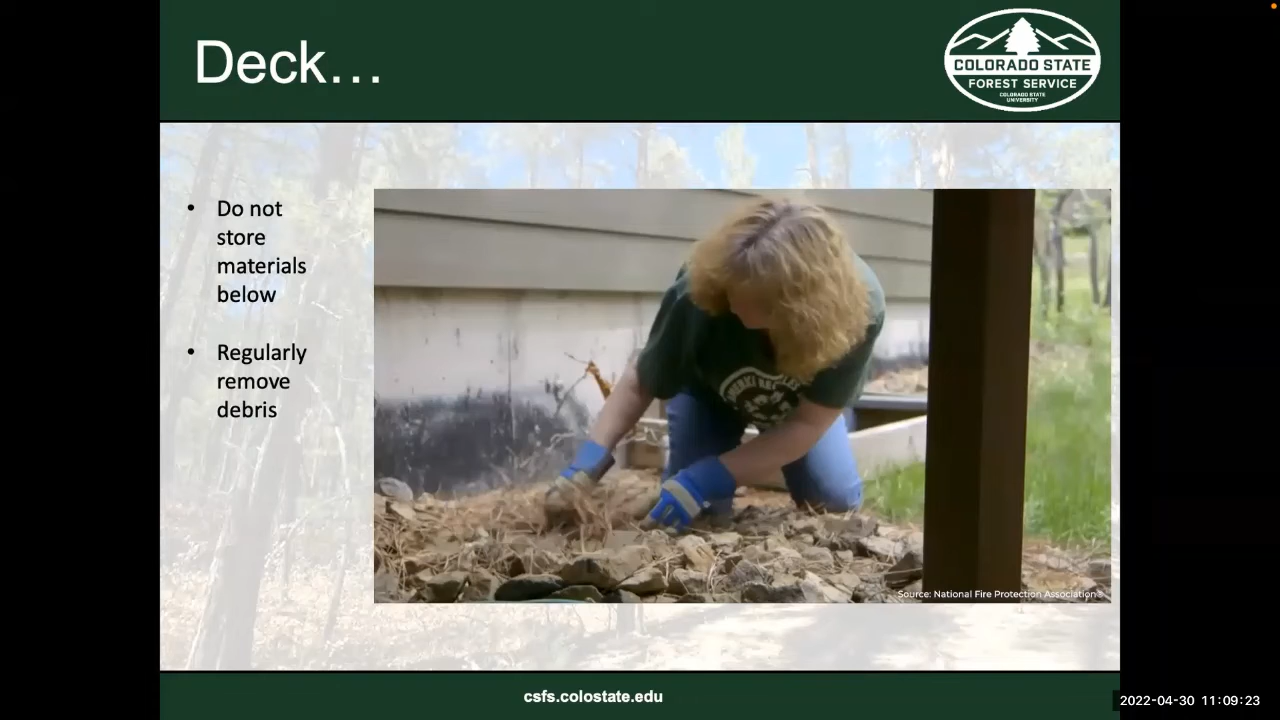 Deck…
COLORADO STATE
FOREST SERVICE
COLORADO STATE
UNIVERSITY
• Do not
store
materials
below
• Regularly
remove
debris
Source: National Fire Protection Association®
csfs.colostate.edu
2022-04-30 11:09:23